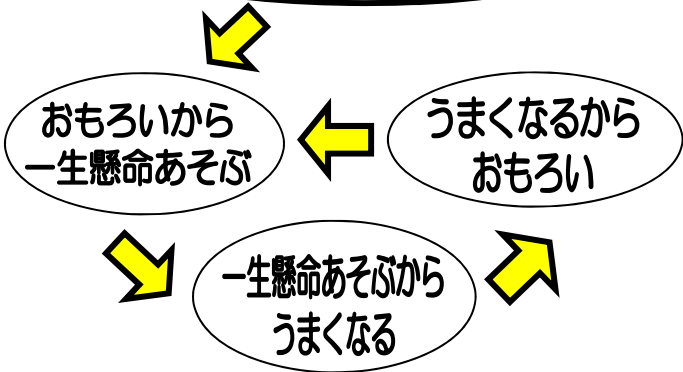 おもろいから
一生懸命あそぶ
うまくなるから
おもろい
一生懸命あそぶから
うまくなる